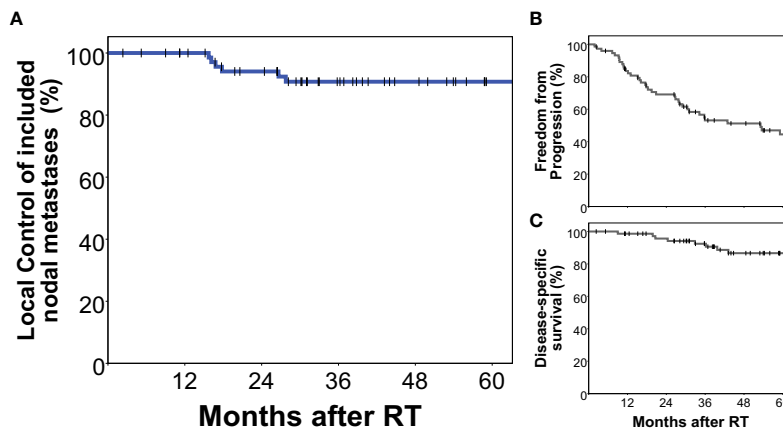 A
Local Control of included
nodal metastases (%)
100
80
60
40
20
100
12
24
36
48
60
Months after RT
B
Freedom from
Progression (%)
100
80
60
40
20
0
C
Disease-specific
survival (%)
100
80
60
40
20
0
12
24
36
48
60
Months after RT